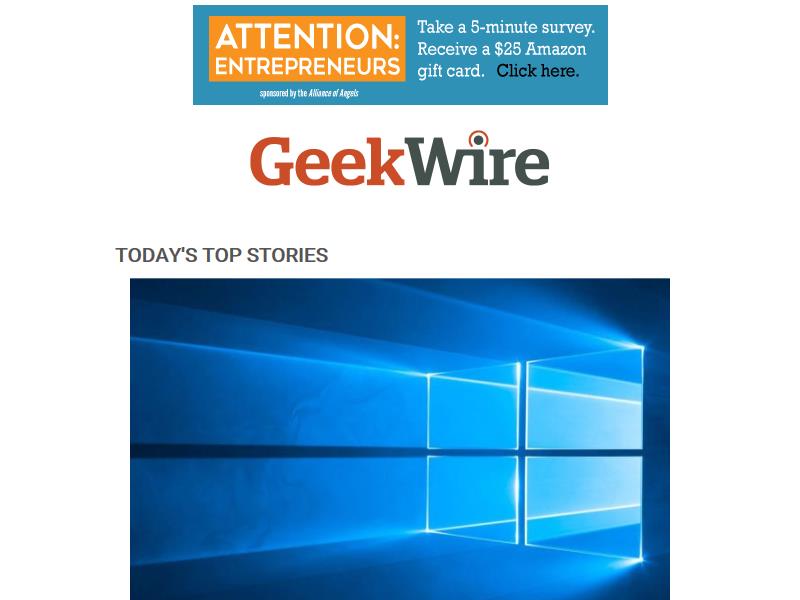 ATTENTION:
ENTREPRENEURS
sponsored by the Alliance of Angels
Take a 5-minute survey.
Receive a $25 Amazon
gift card. Click here.
GeekWire
TODAY'S TOP STORIES